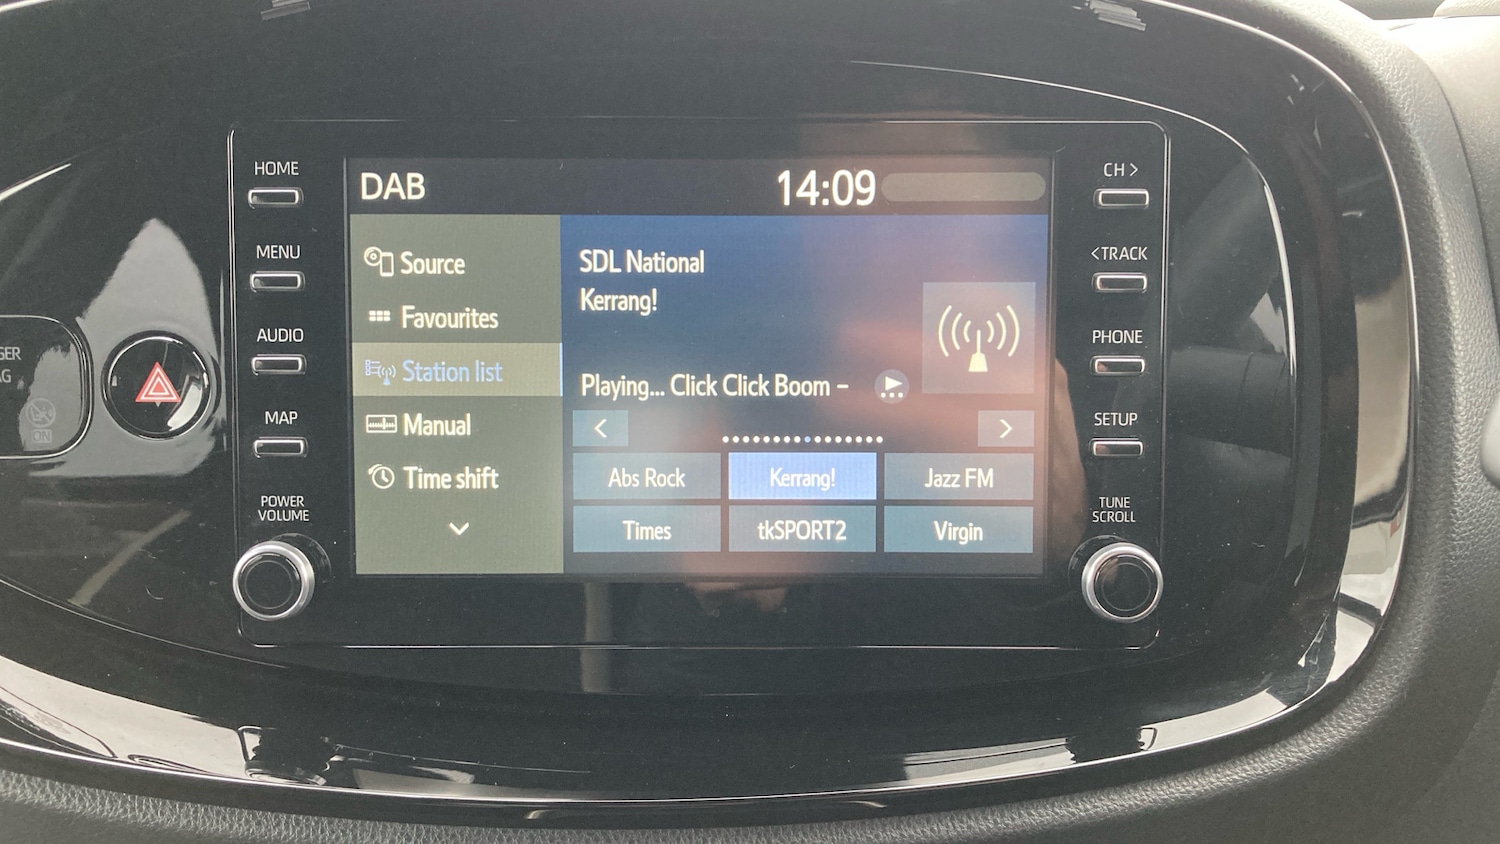 HOME
MENU
AUDIO
MAP
POWER
VOLUME
DAB
14:09
Source
Favourites
Station list
Manual
Time shift
SDL National
Kerrang!
Playing... Click Click Boom –
<
>
Abs Rock
Kerrang!
Jazz FM
Times
tkSPORT2
Virgin
CH >
<TRACK
PHONE
SETUP
TUNE
SCROLL
ON